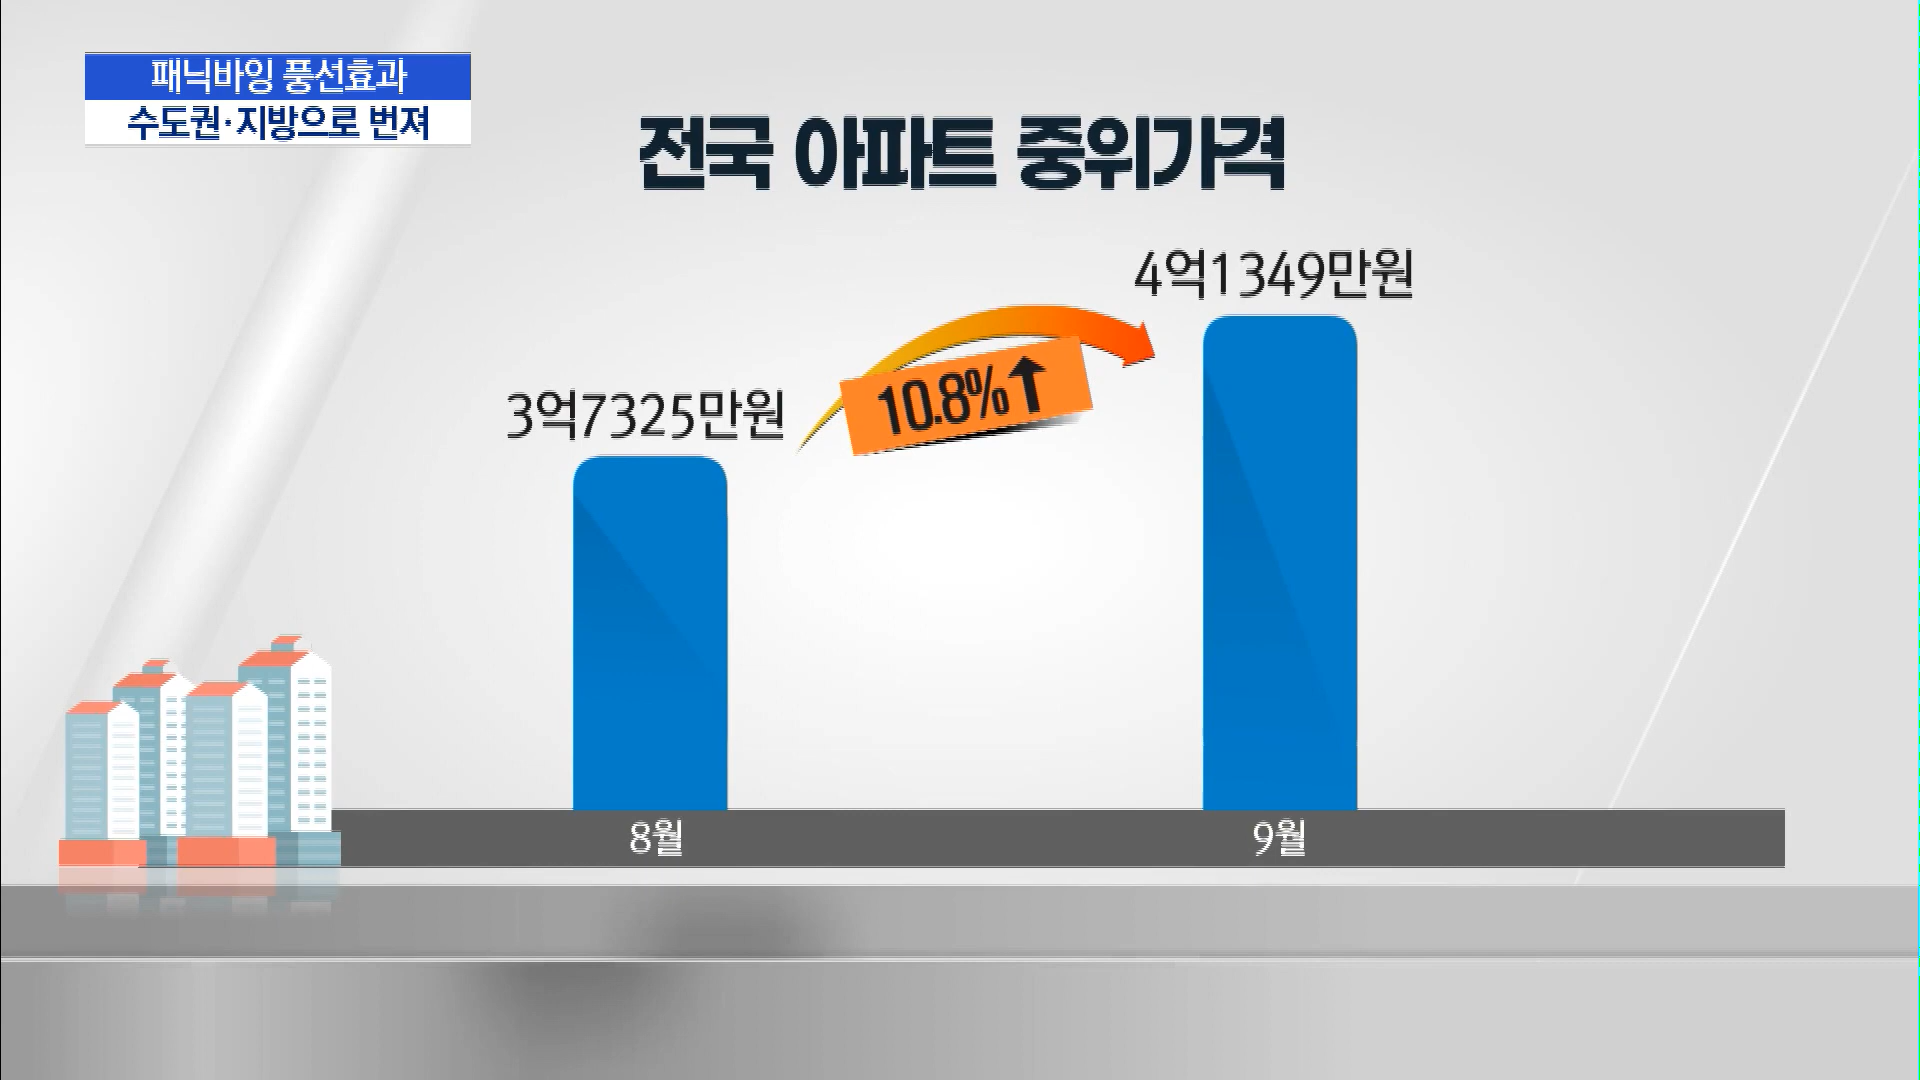 패닉바잉 풍선효과
수도권·지방으로 번져
전국 아파트 중위가격
4억1349만원
3억7325만원
10.8%↑
8월
9월